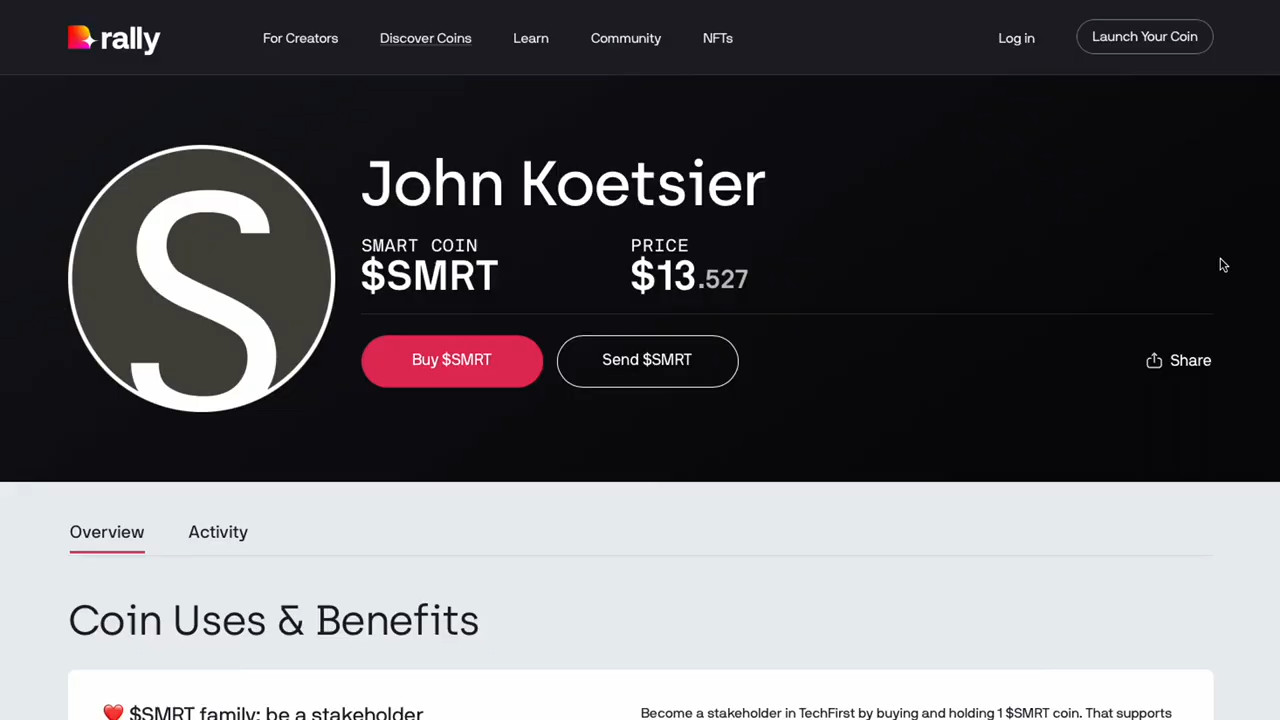 rally
For Creators
Discover Coins
Learn
Community
NFTs
Log in
Launch Your Coin
S
John Koetsier
SMART COIN
$SMRT
PRICE
$13.527
Buy $SMRT
Send $SMRT
Share
Overview
Activity
Coin Uses & Benefits
❤️ $SMRT family: be a stakeholder
Become a stakeholder in TechFirst by buying and holding 1 $SMRT coin. That supports